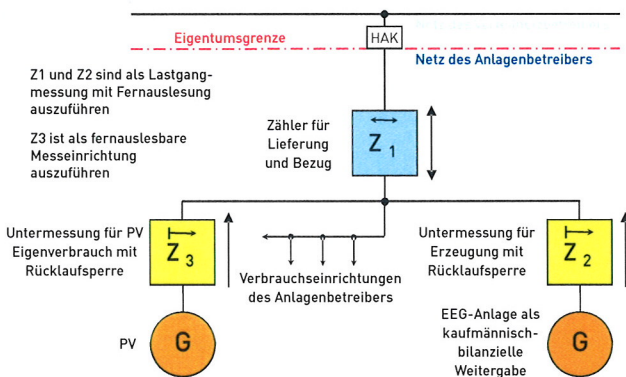 Eigentumsgrenze
HAK
Netz des Anlagenbetreibers
Z1 und Z2 sind als Lastgang-
messung mit Fernauslesung
auszuführen
Z3 ist als fernauslesbare
Messeinrichtung
auszuführen
Zähler für
Lieferung
und Bezug
Z 1
Untermessung für PV
Eigenverbrauch mit
Rücklaufsperre
Z 3
Verbrauchseinrichtungen
des Anlagenbetreibers
Untermessung für
Erzeugung mit
Rücklaufsperre
Z 2
PV
G
EEG-Anlage als
kaufmännisch-
bilanzielle
Weitergabe
G